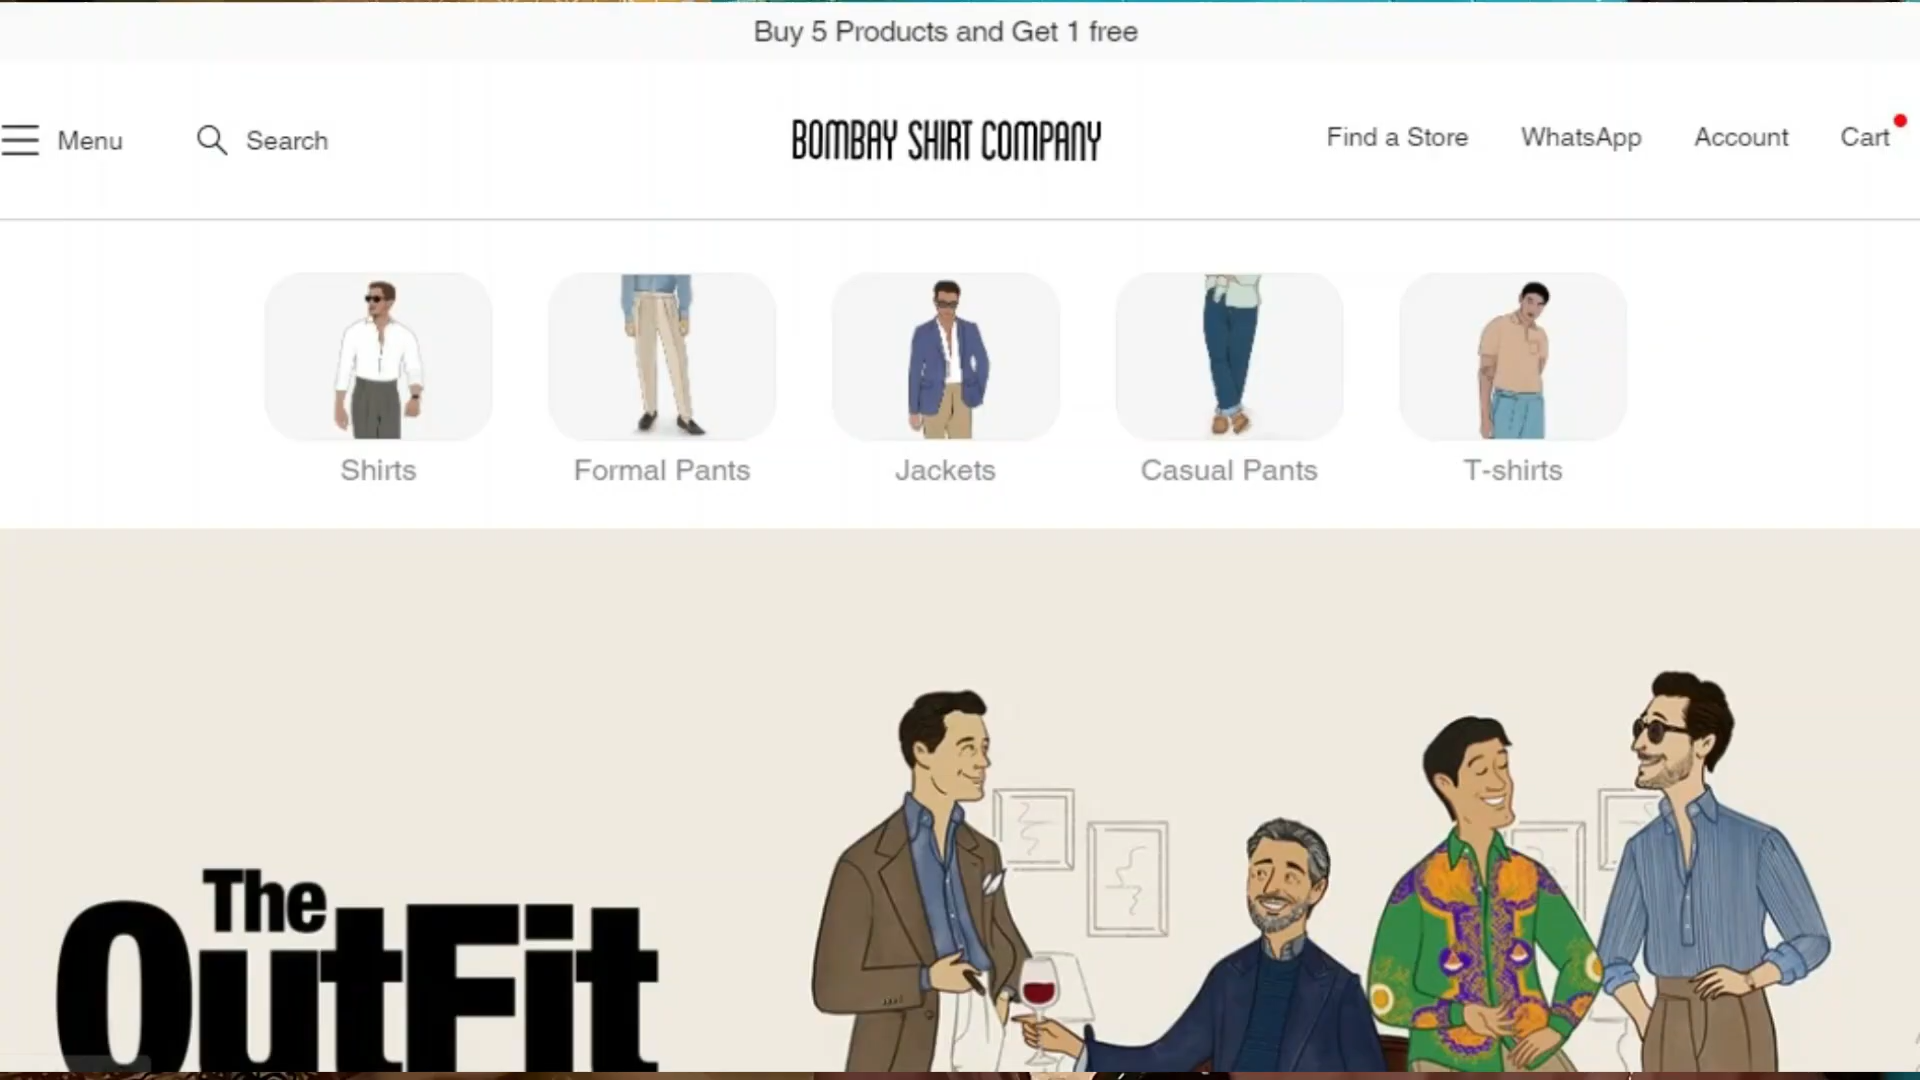 Buy 5 Products and Get 1 free
Menu
Search
BOMBAY SHIRT COMPANY
Find a Store
WhatsApp
Account
Cart
Shirts
Formal Pants
Jackets
Casual Pants
T-shirts
The
OutFit